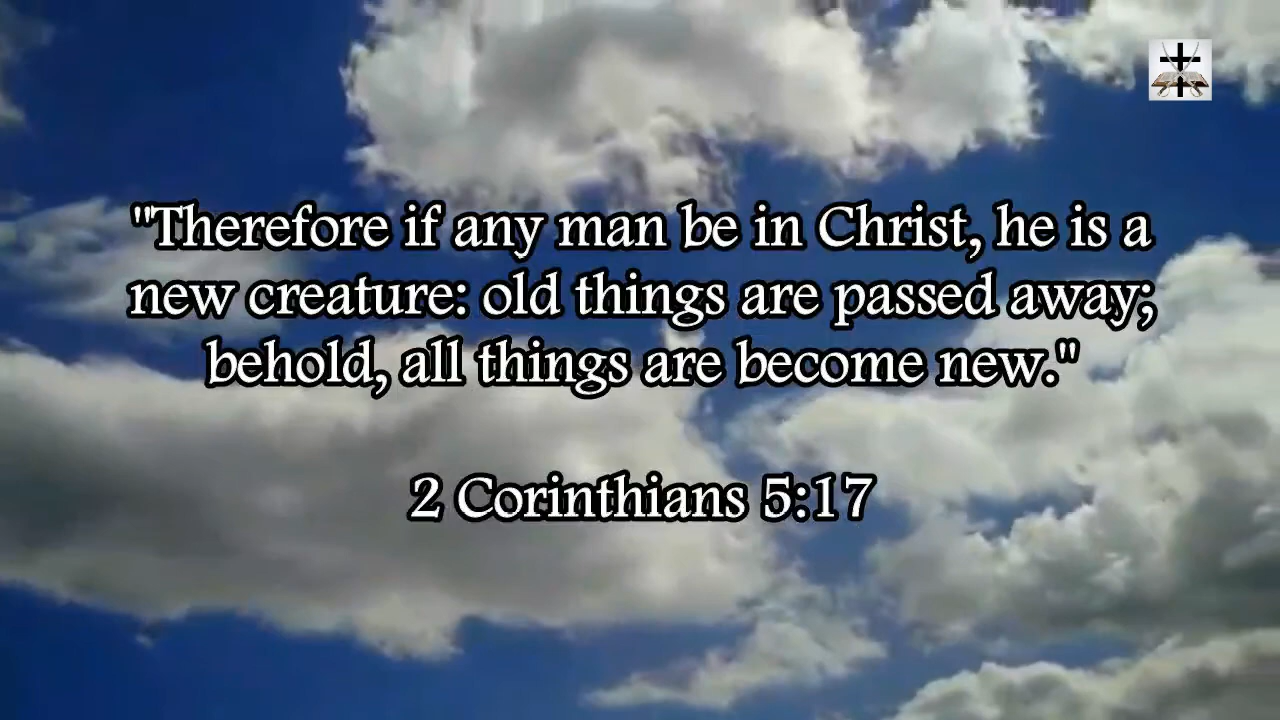 "Therefore if any man be in Christ, he is a
new creature: old things are passed away;
behold, all things are become new."
2 Corinthians 5:17